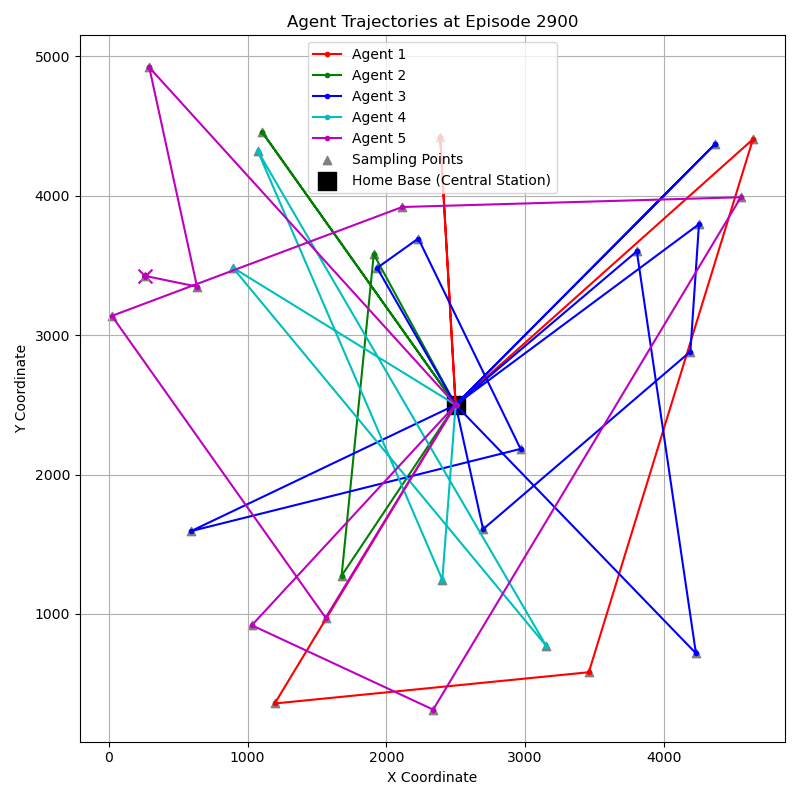 Agent Trajectories at Episode 2900
Agent 1
Agent 2
Agent 3
Agent 4
Agent 5
Sampling Points
Home Base (Central Station)
5000
4000
3000
2000
1000
Y Coordinate
0 1000 2000 3000 4000
X Coordinate